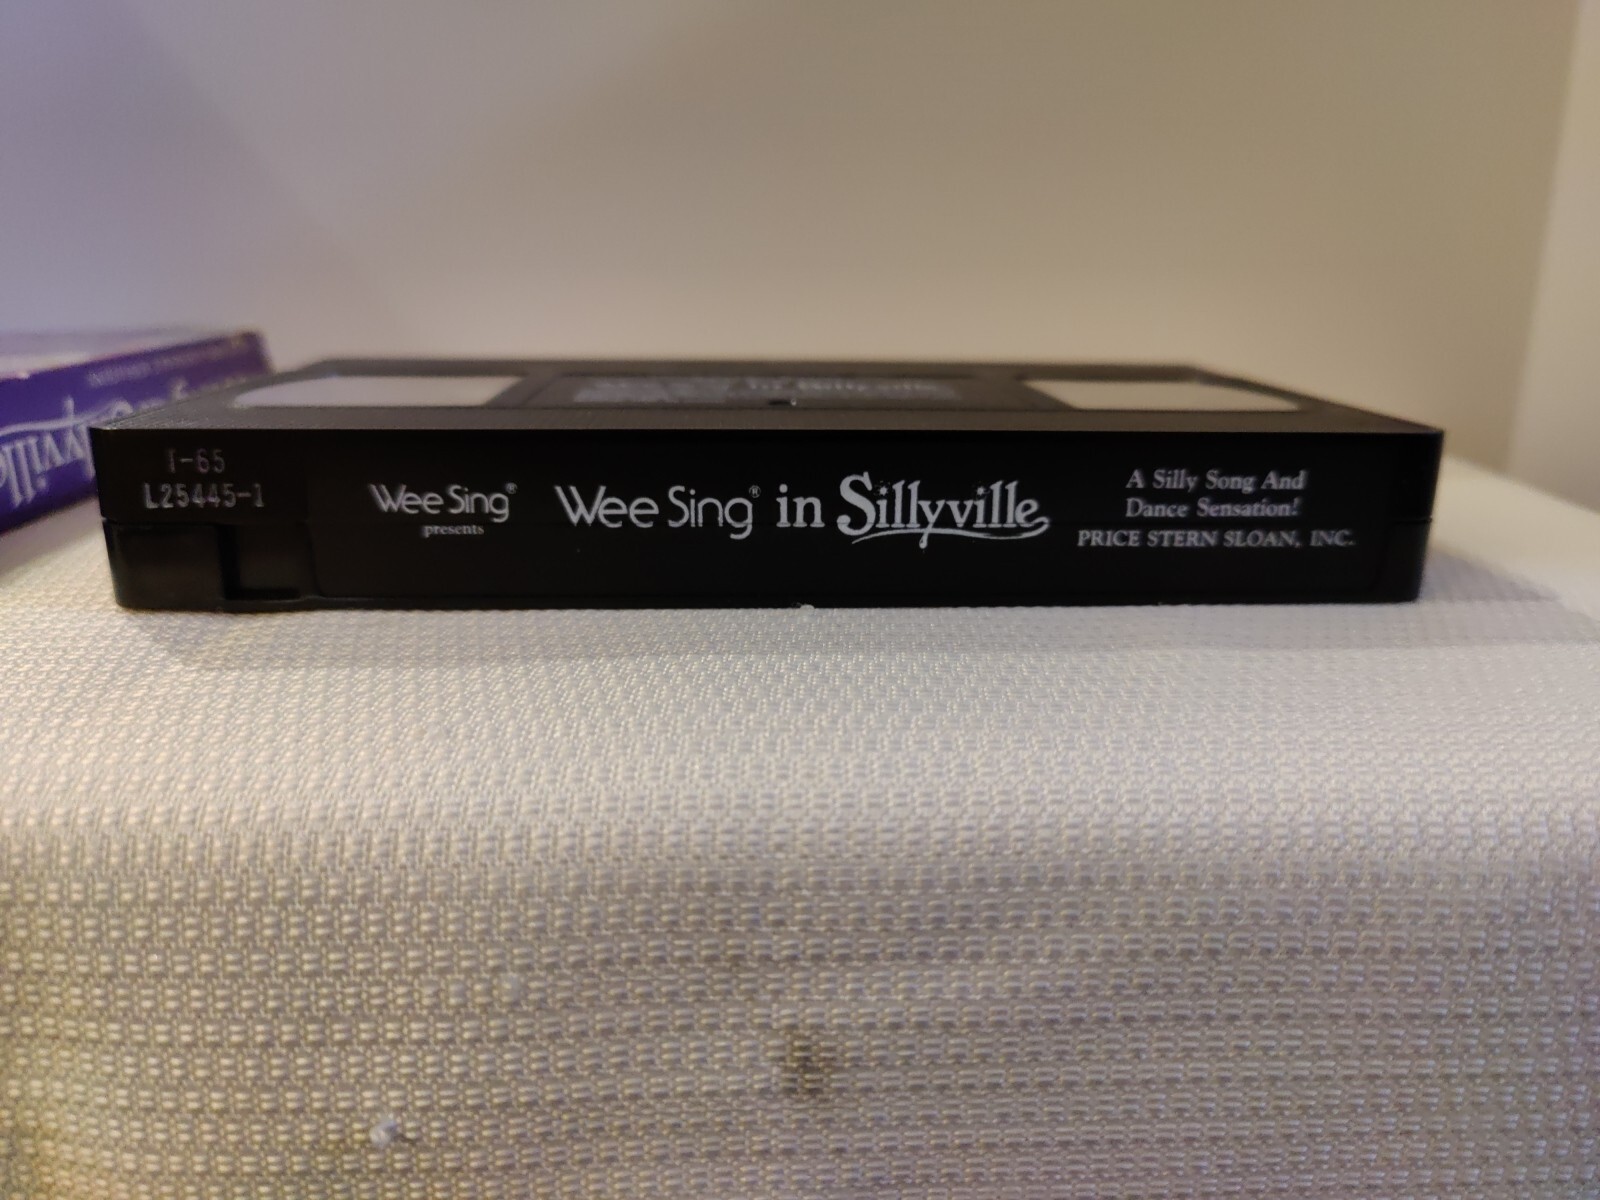 T-65
L25445-1
Wee Sing®
presents
Wee Sing® in Sillyville
A Silly Song And
Dance Sensation!
PRICE STERN SLOAN, INC.